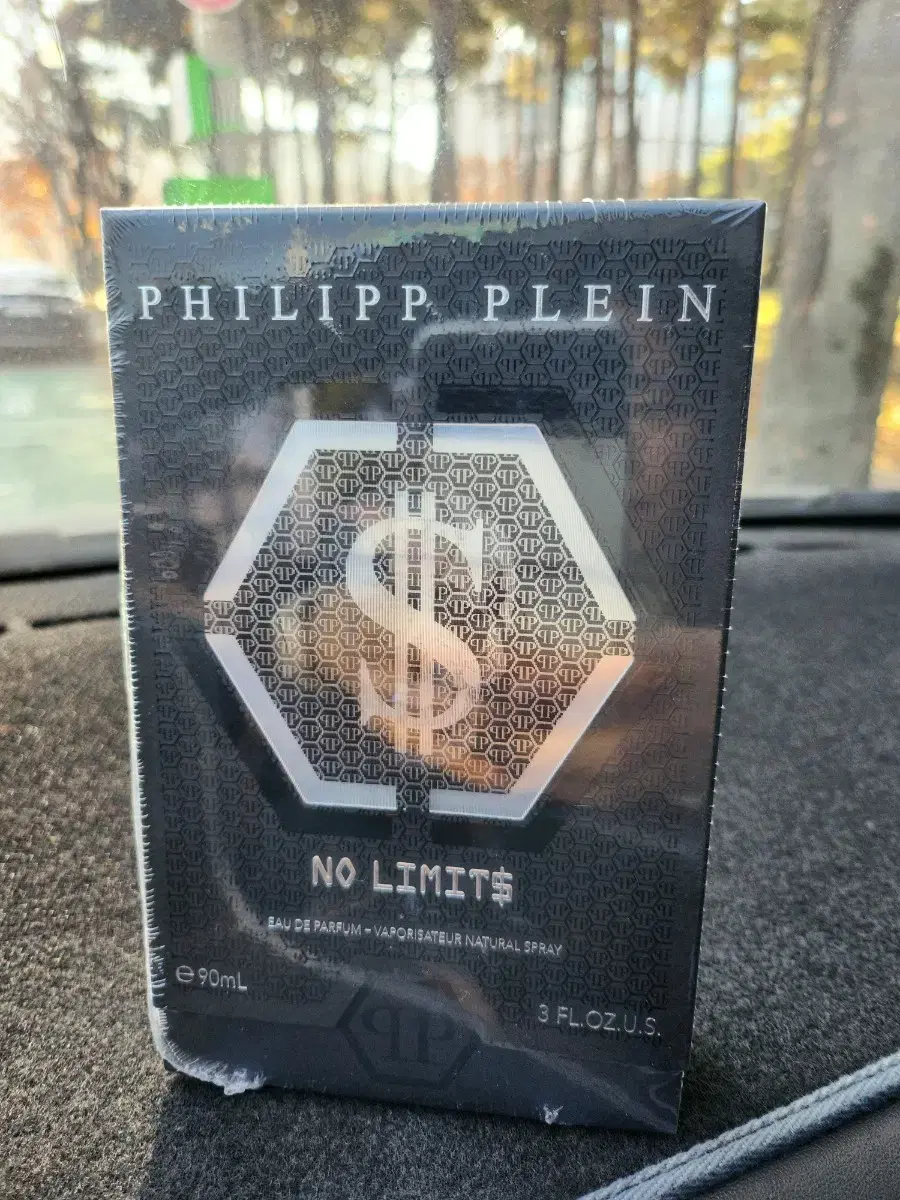 PHILIPP PLEIN
$
NO LIMIT$
EAU DE PARFUM - VAPORISATEUR NATURAL SPRAY
℮ 90mL
3 FL.OZ.U.S.